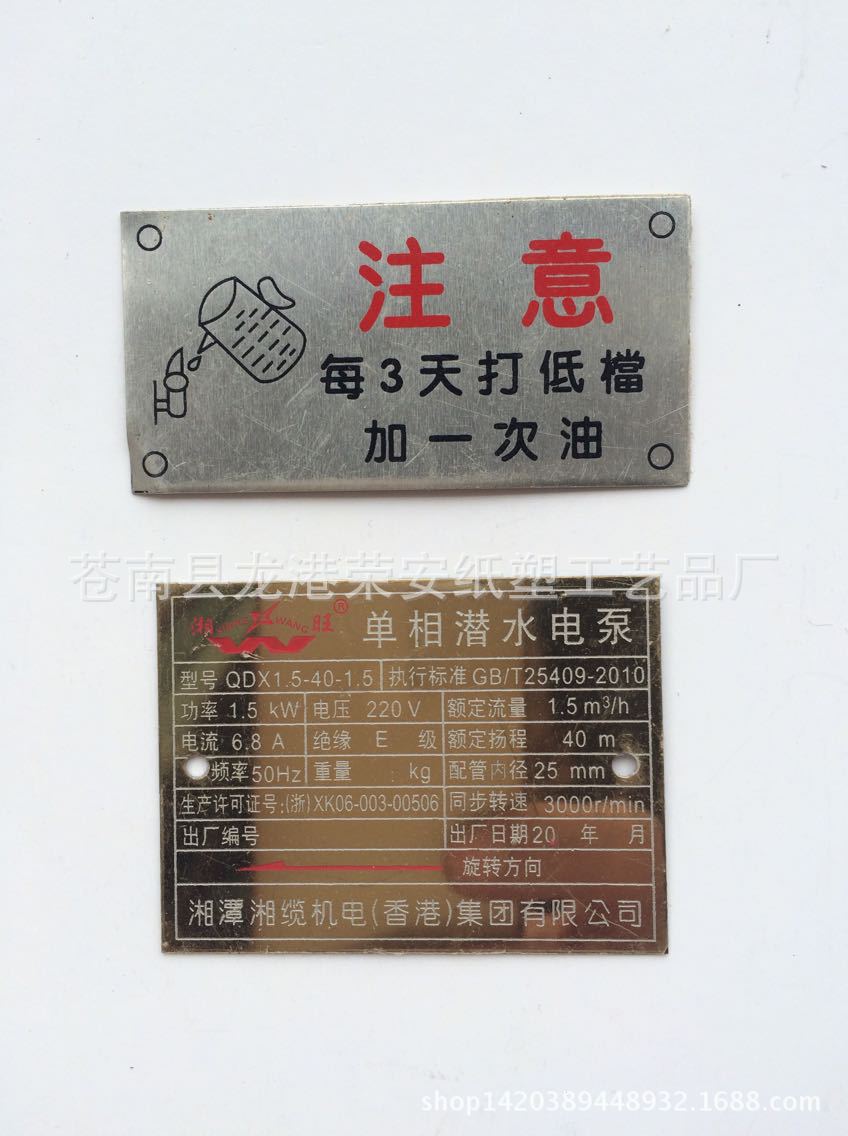 注意
每3天打低檔
加一次油
苍南县龙港荣安纸塑工艺品厂
湘 XIANG WANG 旺 ® 单相潜水电泵
型号 QDX1.5-40-1.5 执行标准 GB/T25409-2010
功率 1.5 kW 电压 220 V 额定流量 1.5 m³/h
电流 6.8 A 绝缘 E 级 额定扬程 40 m
频率 50Hz 重量 kg 配管内径 25 mm
生产许可证号:(浙)XK06-003-00506 同步转速 3000r/min
出厂编号 出厂日期 20 年 月
旋转方向
湘潭湘缆机电(香港)集团有限公司
shop1420389448932.1688.com